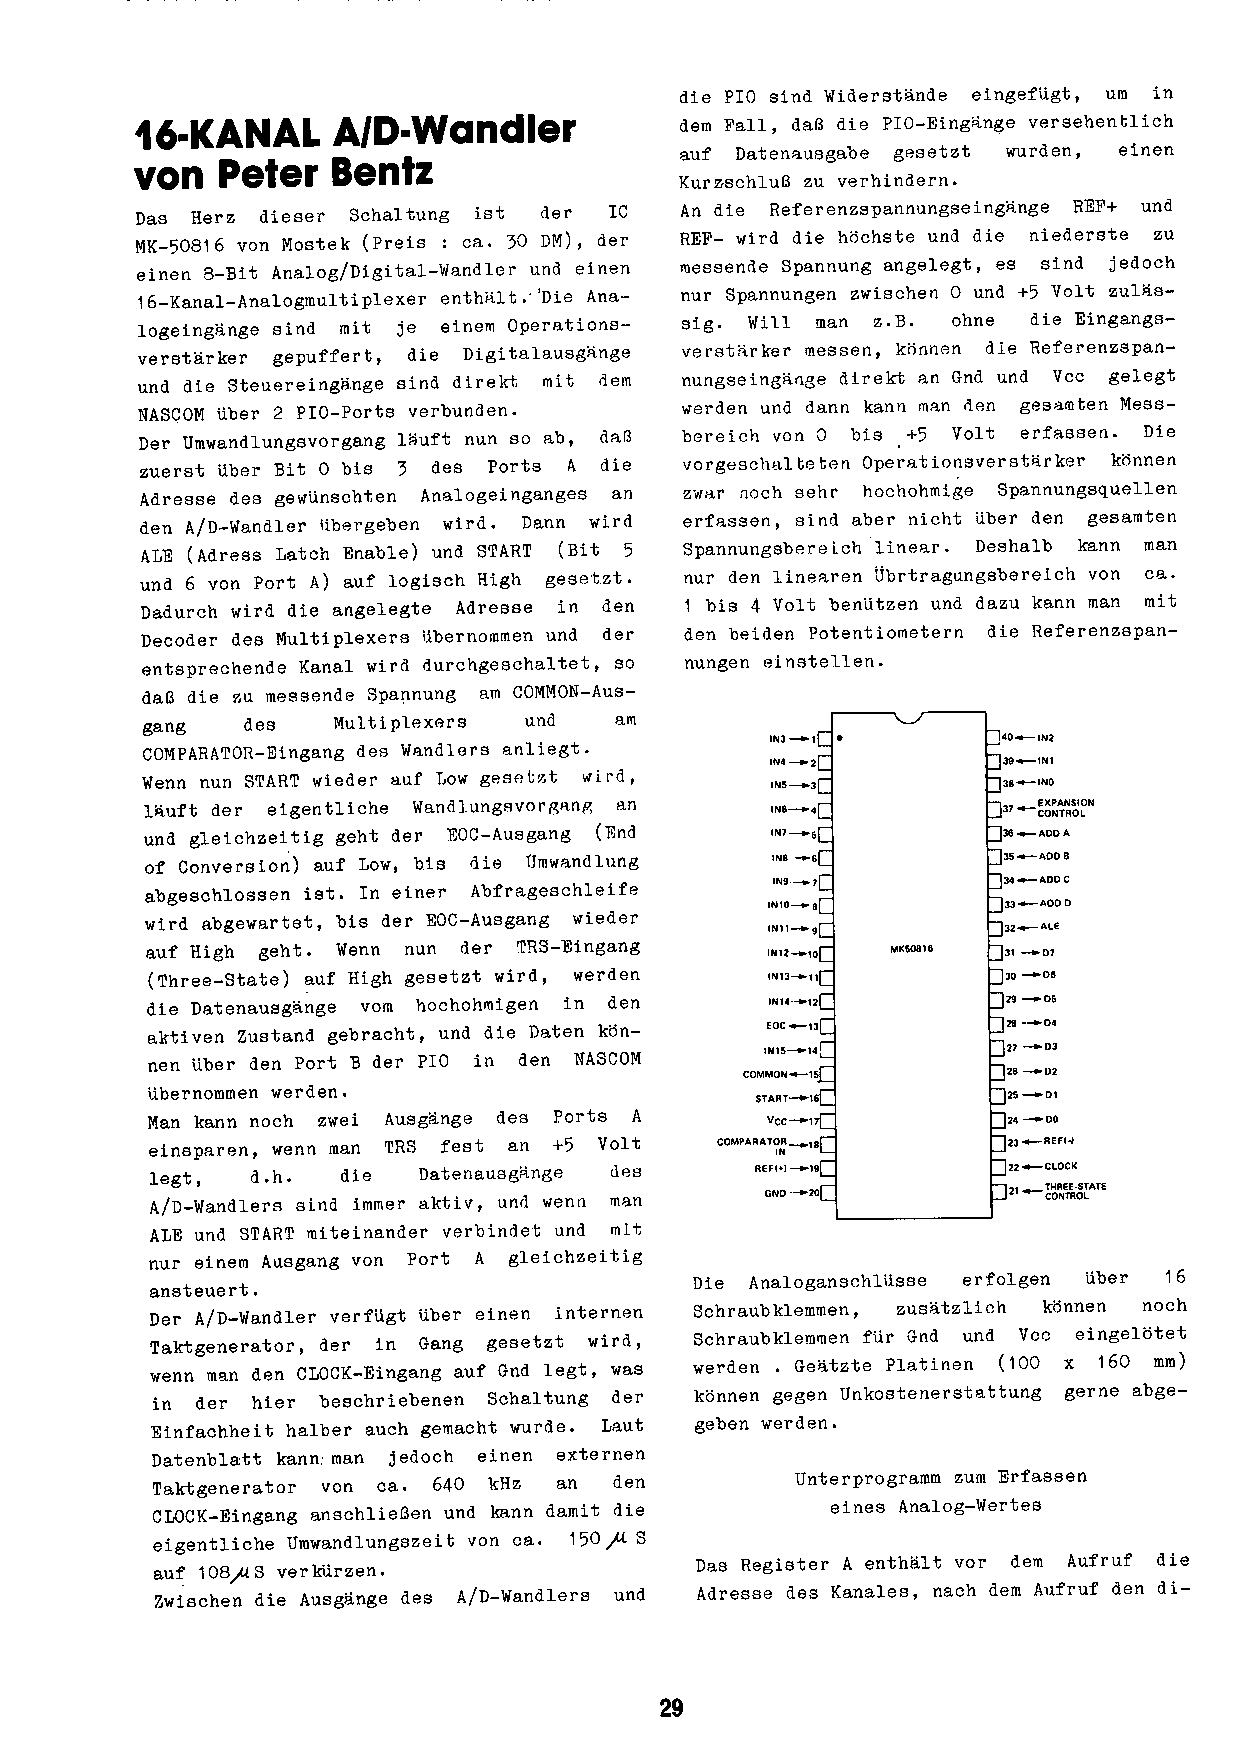 16-KANAL A/D-Wandler
von Peter Bentz
Das Herz dieser Schaltung ist der IC
MK-50816 von Mostek (Preis : ca. 30 DM), der
einen 8-Bit Analog/Digital-Wandler und einen
16-Kanal-Analogmultiplexer enthält. Die Ana-
logeingänge sind mit je einem Operations-
verstärker gepuffert, die Digitalausgänge
und die Steuereingänge sind direkt mit dem
NASCOM über 2 PIO-Ports verbunden.
Der Umwandlungsvorgang läuft nun so ab, daß
zuerst über Bit 0 bis 3 des Ports A die
Adresse des gewünschten Analogeinganges an
den A/D-Wandler übergeben wird. Dann wird
ALE (Adress Latch Enable) und START (Bit 5
und 6 von Port A) auf logisch High gesetzt.
Dadurch wird die angelegte Adresse in den
Decoder des Multiplexers übernommen und der
entsprechende Kanal wird durchgeschaltet, so
daß die zu messende Spannung am COMMON-Aus-
gang des Multiplexers und am
COMPARATOR-Eingang des Wandlers anliegt.
Wenn nun START wieder auf Low gesetzt wird,
läuft der eigentliche Wandlungsvorgang an
und gleichzeitig geht der EOC-Ausgang (End
of Conversion) auf Low, bis die Umwandlung
abgeschlossen ist. In einer Abfrageschleife
wird abgewartet, bis der EOC-Ausgang wieder
auf High geht. Wenn nun der TRS-Eingang
(Three-State) auf High gesetzt wird, werden
die Datenausgänge vom hochohmigen in den
aktiven Zustand gebracht, und die Daten kön-
nen über den Port B der PIO in den NASCOM
übernommen werden.
Man kann noch zwei Ausgänge des Ports A
einsparen, wenn man TRS fest an +5 Volt
legt, d.h. die Datenausgänge des
A/D-Wandlers sind immer aktiv, und wenn man
ALE und START miteinander verbindet und mit
nur einem Ausgang von Port A gleichzeitig
ansteuert.
Der A/D-Wandler verfügt über einen internen
Taktgenerator, der in Gang gesetzt wird,
wenn man den CLOCK-Eingang auf Gnd legt, was
in der hier beschriebenen Schaltung der
Einfachheit halber auch gemacht wurde. Laut
Datenblatt kann man jedoch einen externen
Taktgenerator von ca. 640 kHz an den
CLOCK-Eingang anschließen und kann damit die
eigentliche Umwandlungszeit von ca. 150 µ S
auf 108µS verkürzen.
Zwischen die Ausgänge des A/D-Wandlers und
die PIO sind Widerstände eingefügt, um in
dem Fall, daß die PIO-Eingänge versehentlich
auf Datenausgabe gesetzt wurden, einen
Kurzschluß zu verhindern.
An die Referenzspannungseingänge REF+ und
REF- wird die höchste und die niederste zu
messende Spannung angelegt, es sind jedoch
nur Spannungen zwischen 0 und +5 Volt zuläs-
sig. Will man z.B. ohne die Eingangs-
verstärker messen, können die Referenzspan-
nungseingänge direkt an Gnd und Vcc gelegt
werden und dann kann man den gesamten Mess-
bereich von 0 bis +5 Volt erfassen. Die
vorgeschalteten Operationsverstärker können
zwar noch sehr hochohmige Spannungsquellen
erfassen, sind aber nicht über den gesamten
Spannungsbereich linear. Deshalb kann man
nur den linearen Übrtragungsbereich von ca.
1 bis 4 Volt benützen und dazu kann man mit
den beiden Potentiometern die Referenzspan-
nungen einstellen.
IN3 1 40 IN2
IN4 2 39 IN1
IN5 3 38 IN0
IN6 4 37 EXPANSION CONTROL
IN7 5 36 ADD A
IN8 6 35 ADD B
IN9 7 34 ADD C
IN10 8 33 ADD D
IN11 9 32 ALE
IN12 10 MK50816 31 D7
IN13 11 30 D6
IN14 12 29 D5
EOC 13 28 D4
IN15 14 27 D3
COMMON 15 26 D2
START 16 25 D1
VCC 17 24 D0
COMPARATOR IN 18 23 REF(-)
REF(+) 19 22 CLOCK
GND 20 21 THREE-STATE CONTROL
Die Analoganschlüsse erfolgen über 16
Schraubklemmen, zusätzlich können noch
Schraubklemmen für Gnd und Vcc eingelötet
werden . Geätzte Platinen (100 x 160 mm)
können gegen Unkostenerstattung gerne abge-
geben werden.
Unterprogramm zum Erfassen
eines Analog-Wertes
Das Register A enthält vor dem Aufruf die
Adresse des Kanales, nach dem Aufruf den di-
29